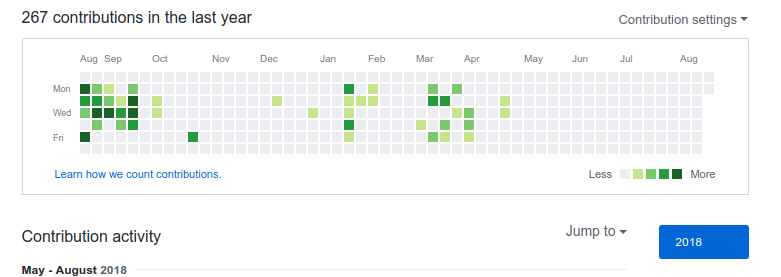 267 contributions in the last year
Contribution settings
Aug Sep Oct Nov Dec Jan Feb Mar Apr May Jun Jul Aug
Mon
Wed
Fri
Learn how we count contributions.
Less More
Contribution activity
Jump to
2018
May - August 2018